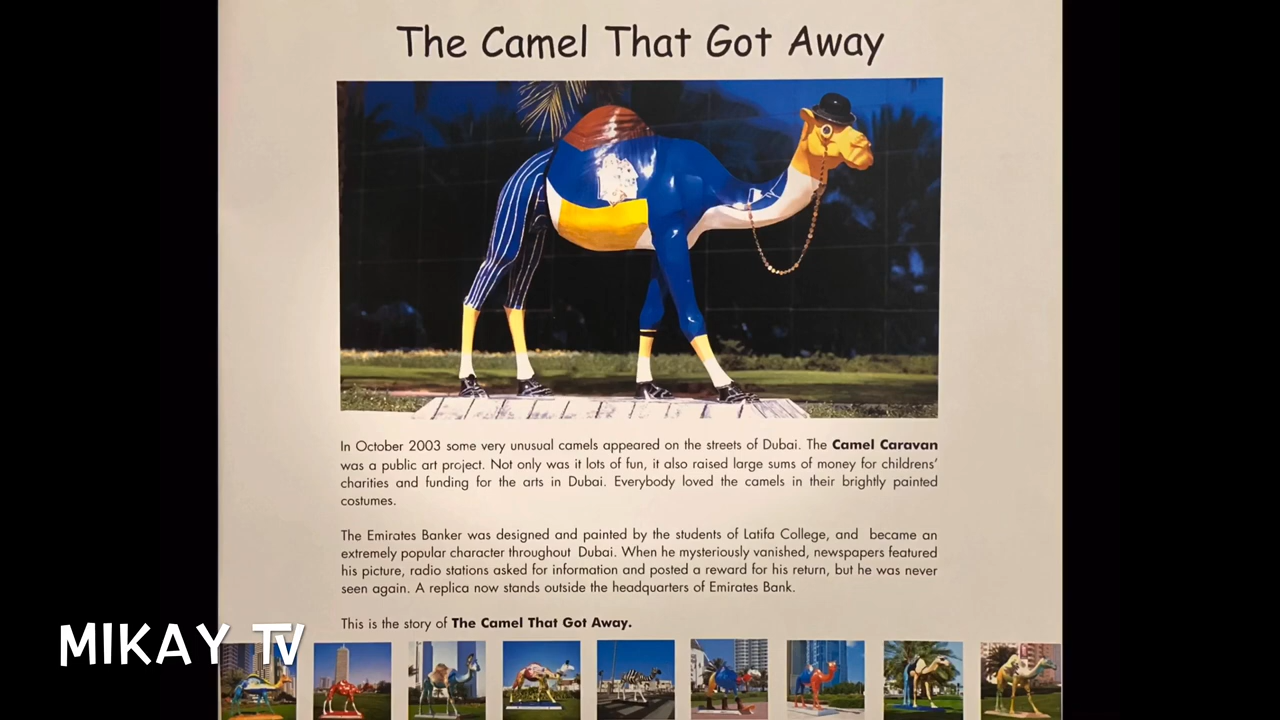 The Camel That Got Away
In October 2003 some very unusual camels appeared on the streets of Dubai. The Camel Caravan
was a public art project. Not only was it lots of fun, it also raised large sums of money for childrens'
charities and funding for the arts in Dubai. Everybody loved the camels in their brightly painted
costumes.
The Emirates Banker was designed and painted by the students of Latifa College, and became an
extremely popular character throughout Dubai. When he mysteriously vanished, newspapers featured
his picture, radio stations asked for information and posted a reward for his return, but he was never
seen again. A replica now stands outside the headquarters of Emirates Bank.
This is the story of The Camel That Got Away.
MIKAY TV